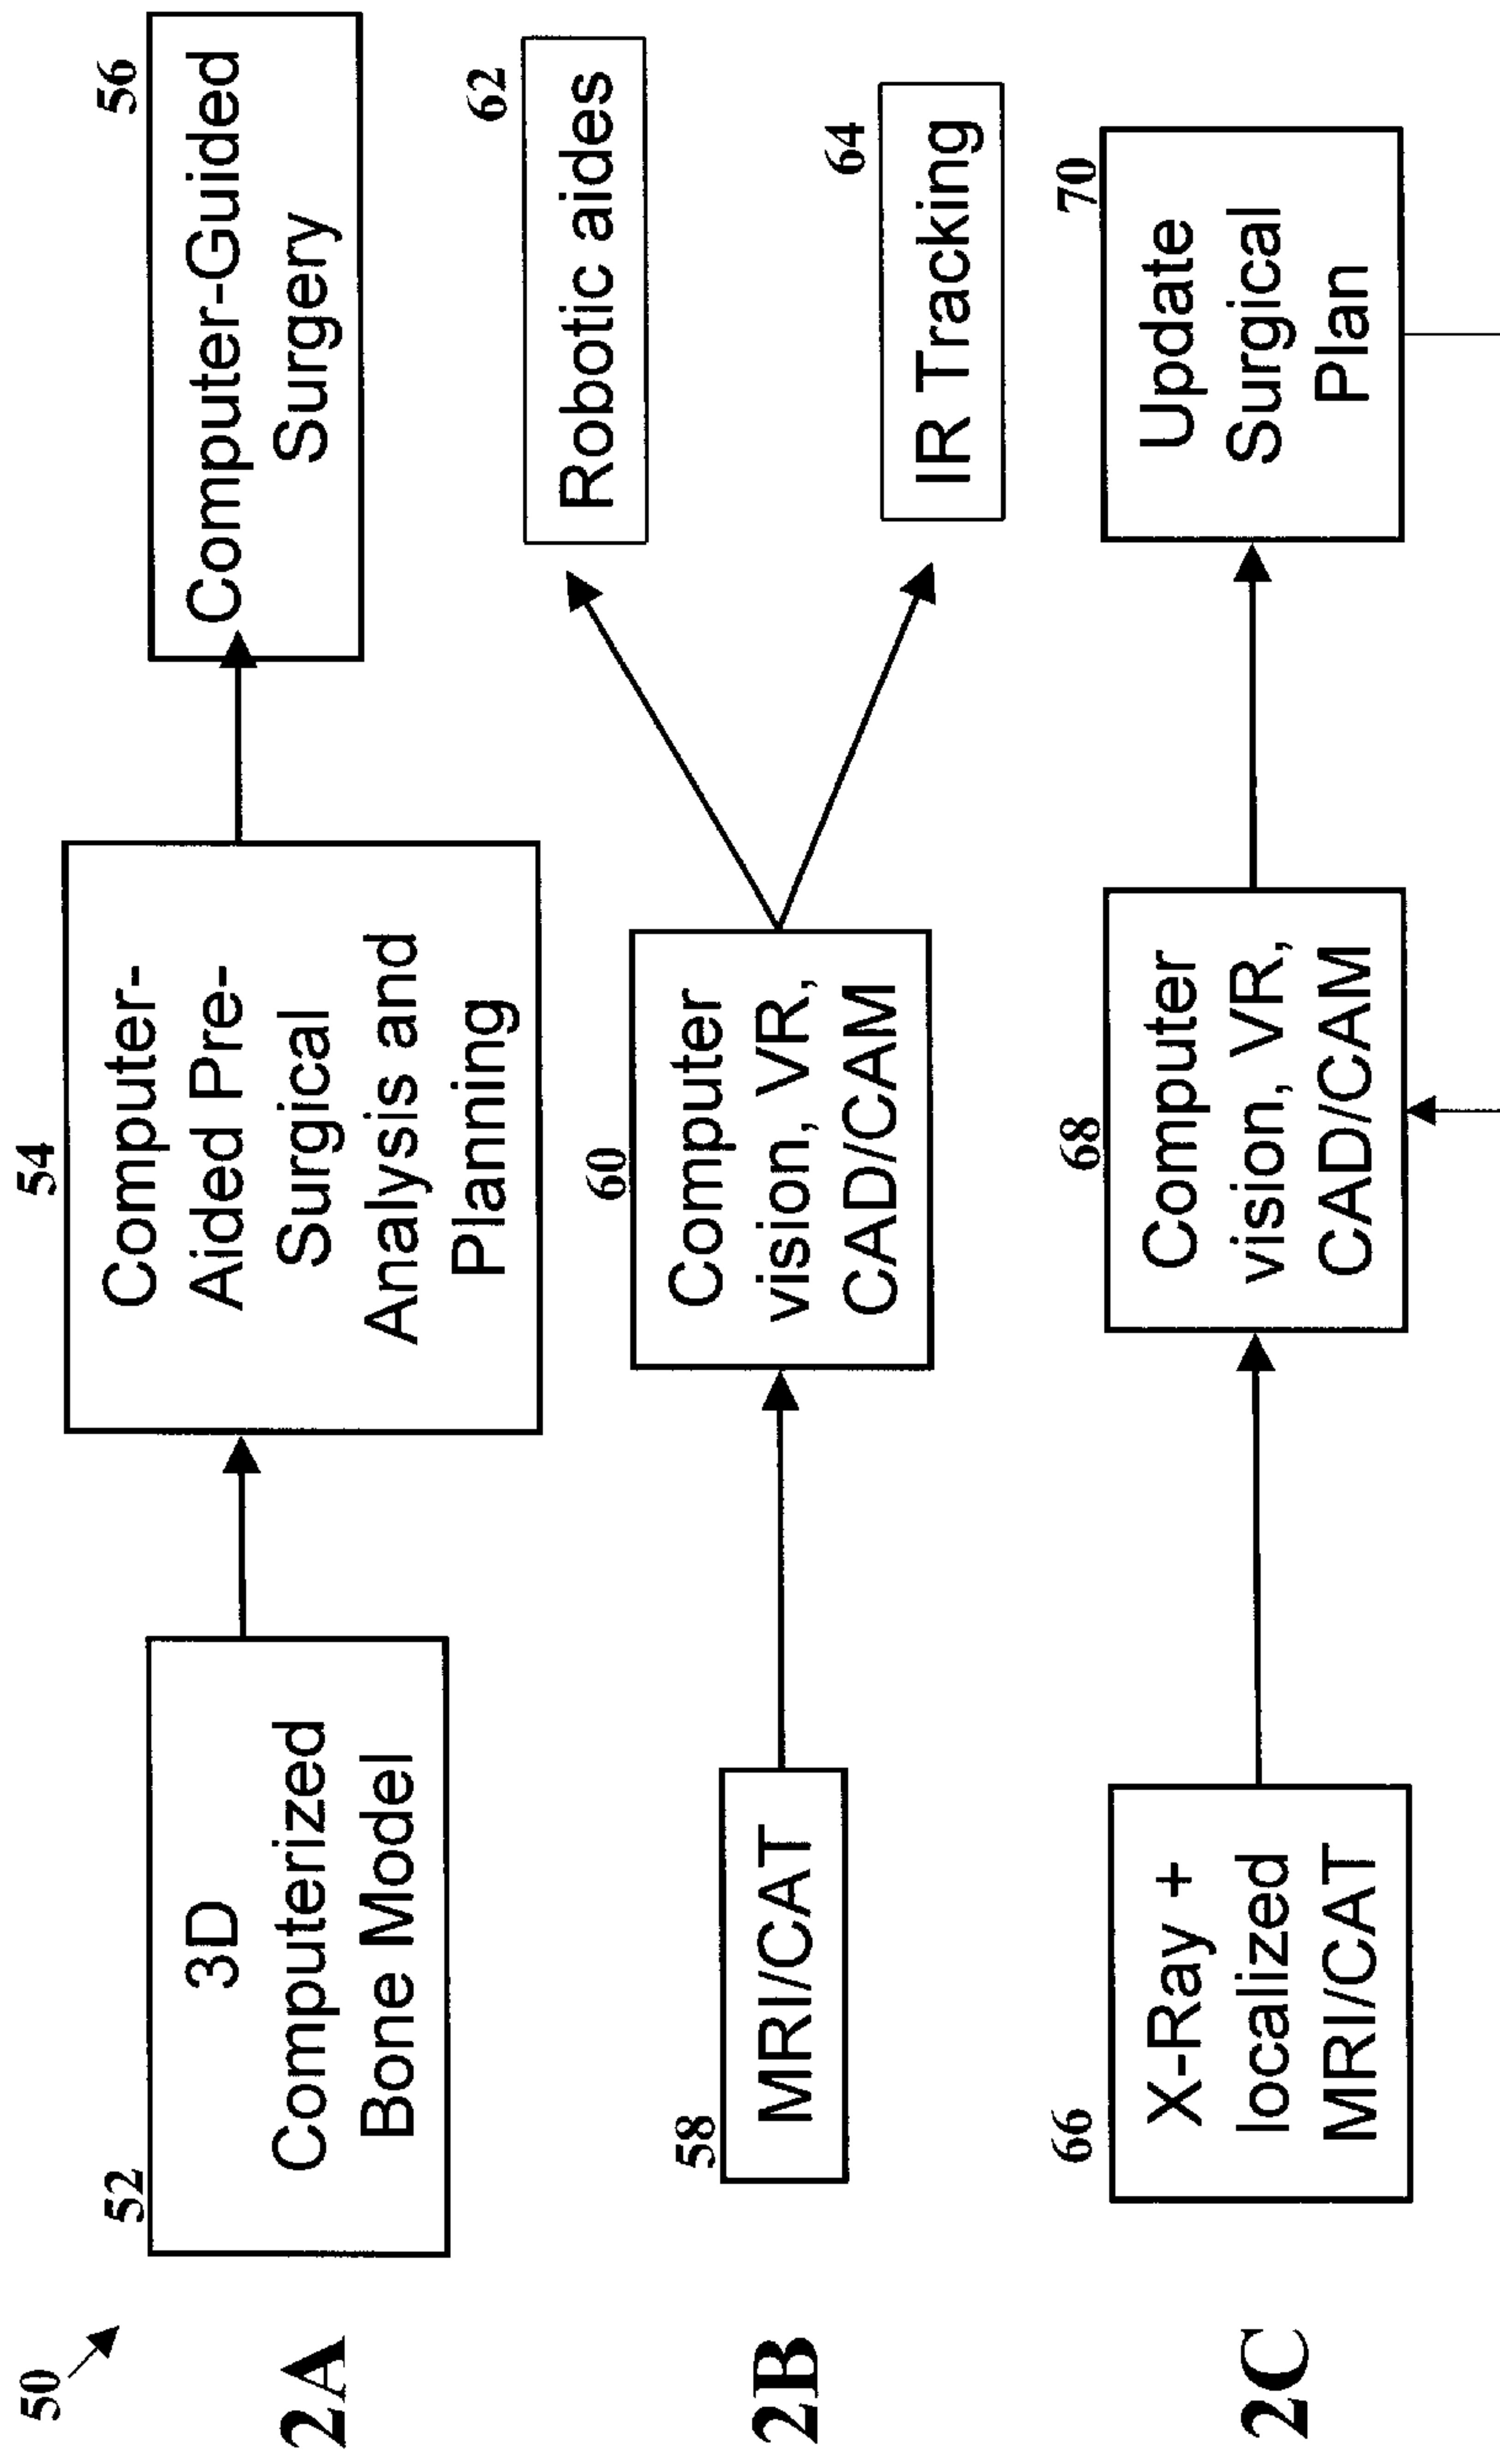 50
2A
52
3D
Computerized
Bone Model
54
Computer-
Aided Pre-
Surgical
Analysis and
Planning
56
Computer-Guided
Surgery
2B
58
MRI/CAT
60
Computer
vision, VR,
CAD/CAM
62
Robotic aides
64
IR Tracking
2C
66
X-Ray +
localized
MRI/CAT
68
Computer
vision, VR,
CAD/CAM
70
Update
Surgical
Plan